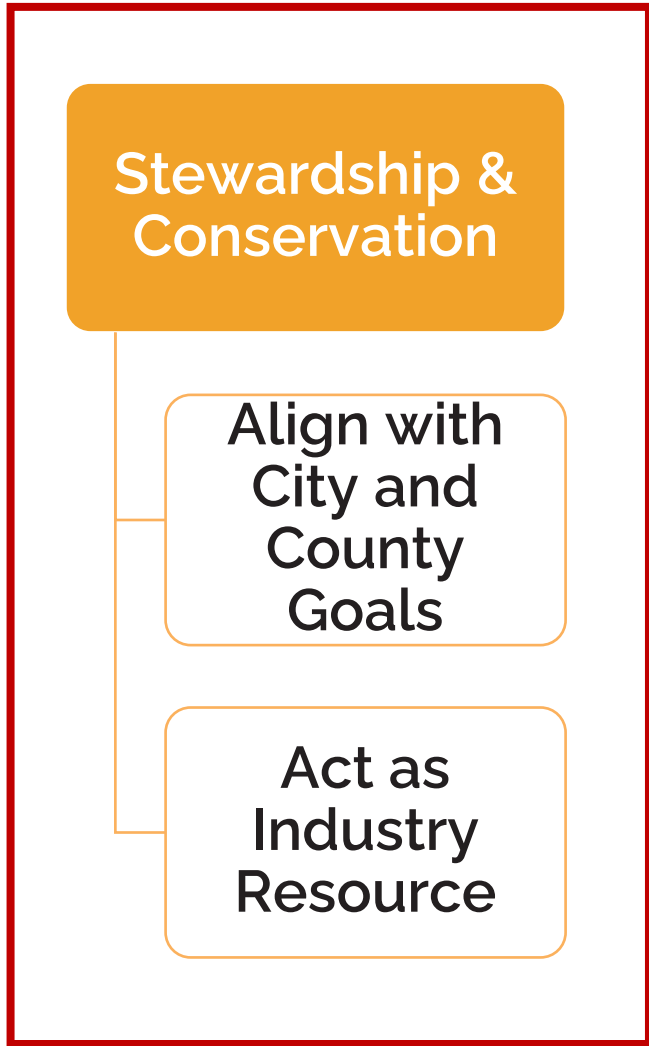 Stewardship &
Conservation
Align with
City and
County
Goals
Act as
Industry
Resource